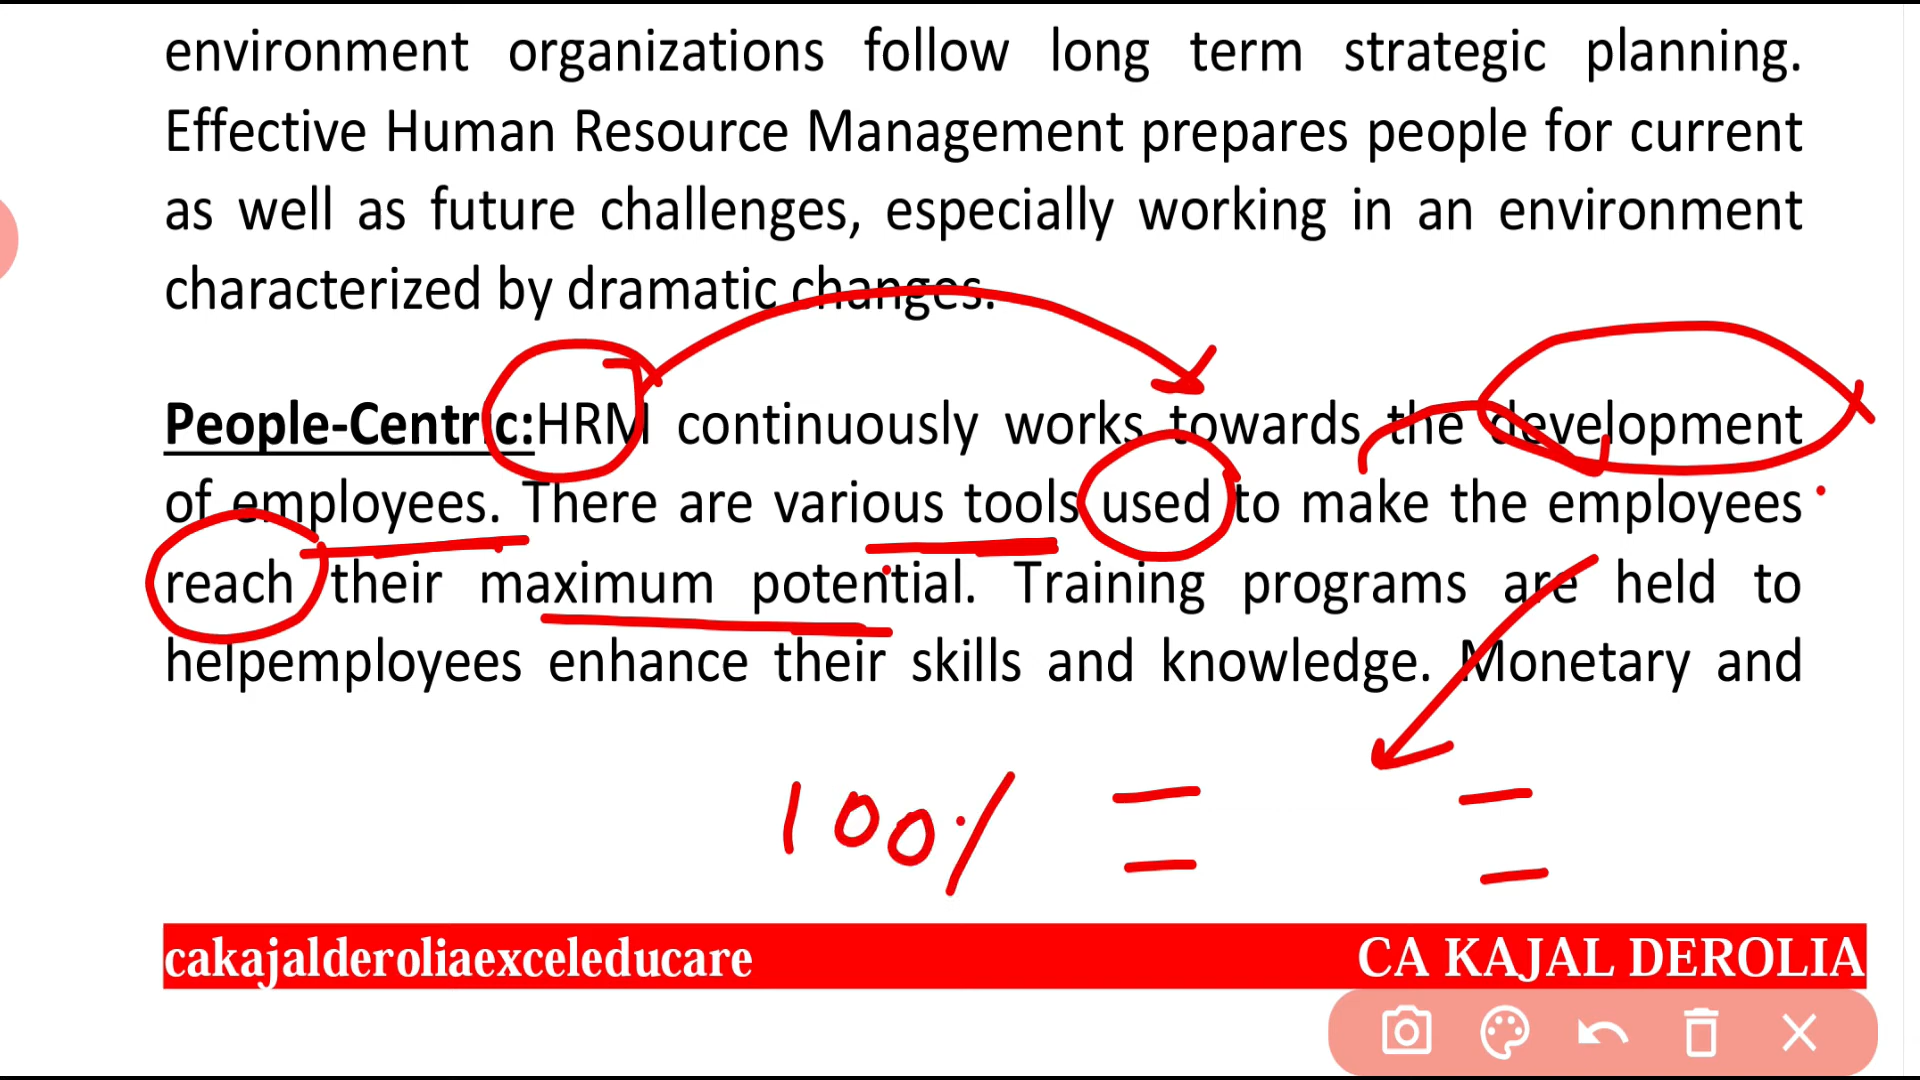 environment organizations follow long term strategic planning.
Effective Human Resource Management prepares people for current
as well as future challenges, especially working in an environment
characterized by dramatic changes.
People-Centric:HRM continuously works towards the development
of employees. There are various tools used to make the employees
reach their maximum potential. Training programs are held to
helpemployees enhance their skills and knowledge. Monetary and
100%
cakajalderoliaexceleducare CA KAJAL DEROLIA